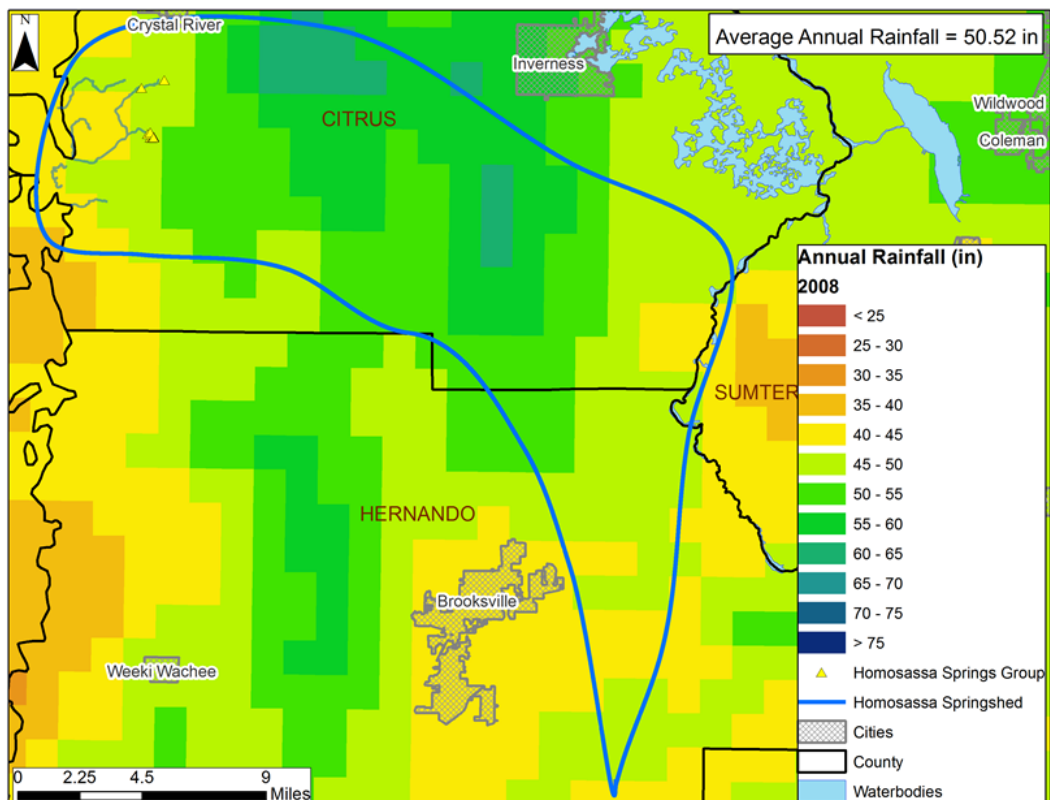 N
Crystal River
Average Annual Rainfall = 50.52 in
Inverness
Wildwood
Coleman
CITRUS
SUMTER
HERNANDO
Brooksville
Weeki Wachee
Annual Rainfall (in)
2008
< 25
25 - 30
30 - 35
35 - 40
40 - 45
45 - 50
50 - 55
55 - 60
60 - 65
65 - 70
70 - 75
> 75
Homosassa Springs Group
Homosassa Springshed
Cities
County
Waterbodies
0 2.25 4.5 9
Miles